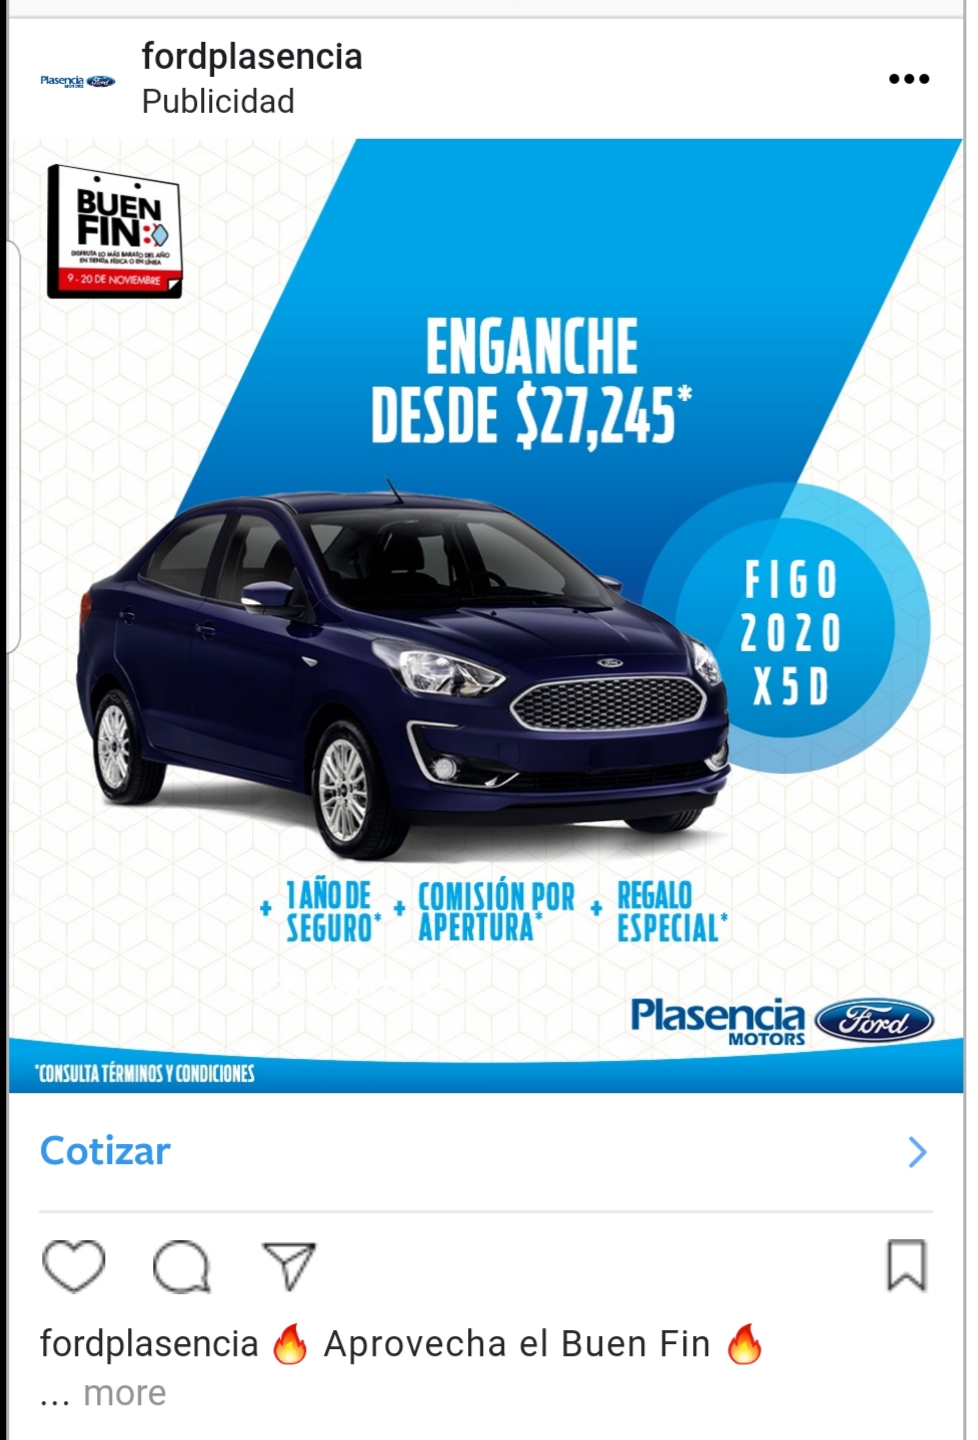 fordplasencia
Publicidad
Plasencia Ford
MOTORS
BUEN
FIN
DISFRUTA LO MÁS BARATO DEL AÑO
EN TIENDA FÍSICA O EN LÍNEA
9 - 20 DE NOVIEMBRE
ENGANCHE
DESDE $27,245*
FIGO
2020
X5D
+ 1 AÑO DE
SEGURO*
+ COMISIÓN POR
APERTURA*
+ REGALO
ESPECIAL*
Plasencia Ford
MOTORS
*CONSULTA TÉRMINOS Y CONDICIONES
Cotizar
fordplasencia 🔥 Aprovecha el Buen Fin 🔥
... more